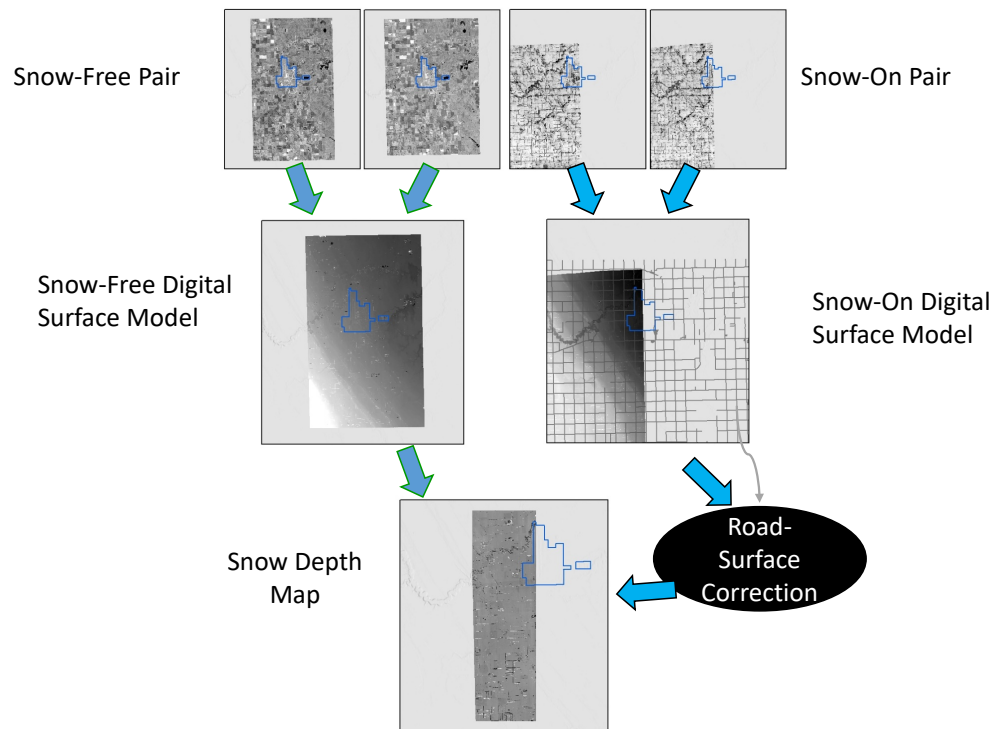 Snow-Free Pair
Snow-On Pair
Snow-Free Digital
Surface Model
Snow-On Digital
Surface Model
Snow Depth
Map
Road-
Surface
Correction